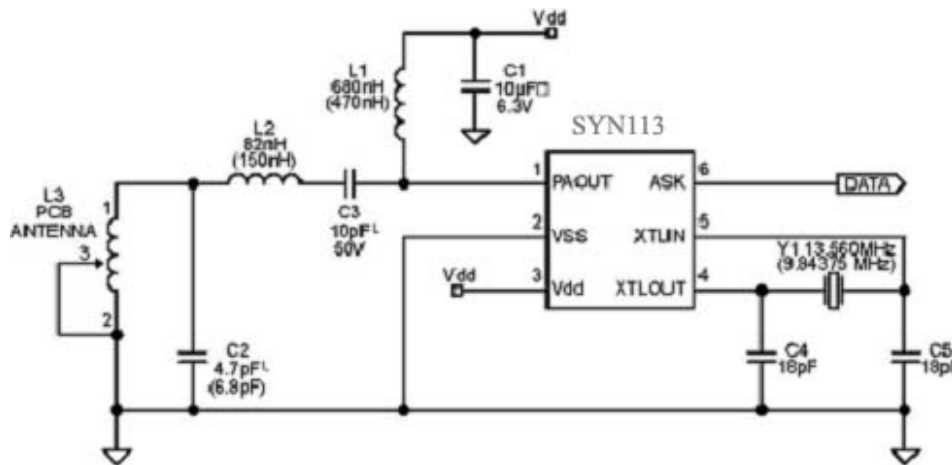 Vdd
L1
680nH
(470nH)
C1
10µF□
6.3V
SYN113
L2
82nH
(150nH)
C3
10pF ᴸ
50V
L3
PCB
ANTENNA
1
3
2
C2
4.7pF ᴸ
(6.8pF)
1
PAOUT
ASK
6
DATA
2
VSS
XTLIN
5
Vdd
3
Vdd
XTLOUT
4
Y1 13.560MHz
(9.84375 MHz)
C4
18pF
C5
18pF